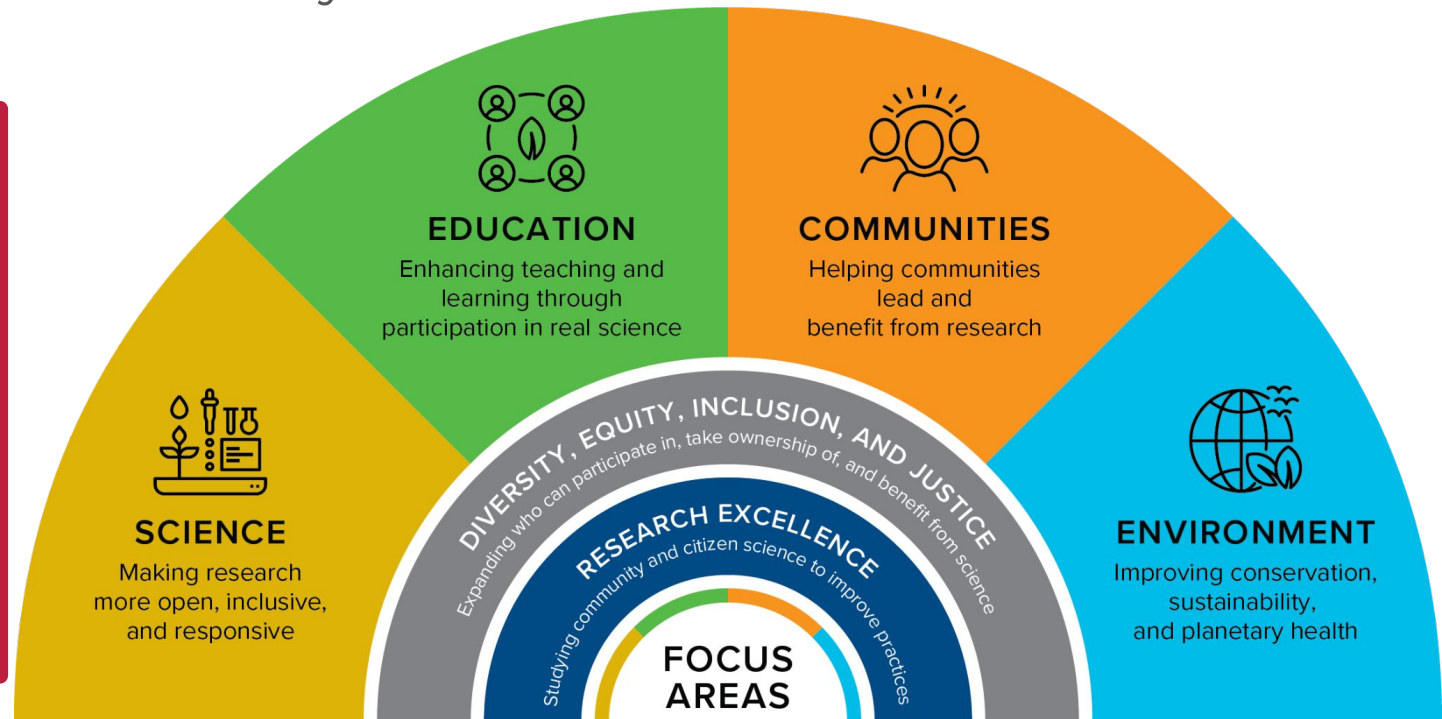 EDUCATION
Enhancing teaching and
learning through
participation in real science
COMMUNITIES
Helping communities
lead and
benefit from research
SCIENCE
Making research
more open, inclusive,
and responsive
ENVIRONMENT
Improving conservation,
sustainability,
and planetary health
DIVERSITY, EQUITY, INCLUSION, AND JUSTICE
Expanding who can participate in, take ownership of, and benefit from science
RESEARCH EXCELLENCE
Studying community and citizen science to improve practices
FOCUS
AREAS